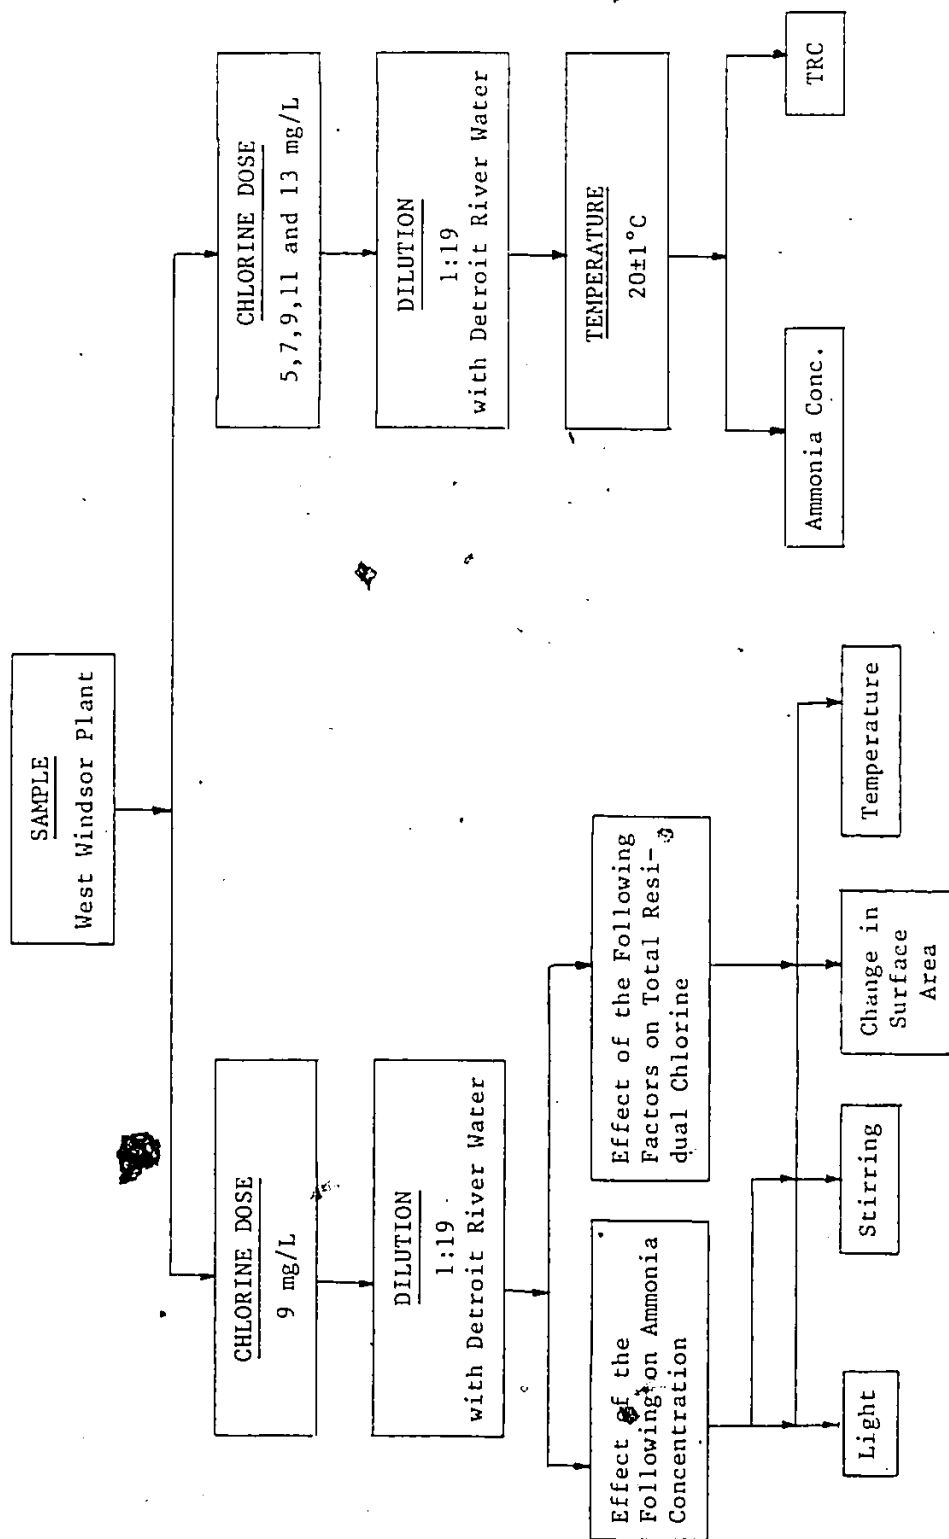 SAMPLE
West Windsor Plant
CHLORINE DOSE
9 mg/L
CHLORINE DOSE
5,7,9,11 and 13 mg/L
DILUTION
1:19
with Detroit River Water
DILUTION
1:19
with Detroit River Water
TEMPERATURE
20±1°C
Effect of the
Following on Ammonia
Concentration
Effect of the Following
Factors on Total Resi-
dual Chlorine
Ammonia Conc.
TRC
Light
Stirring
Change in
Surface
Area
Temperature